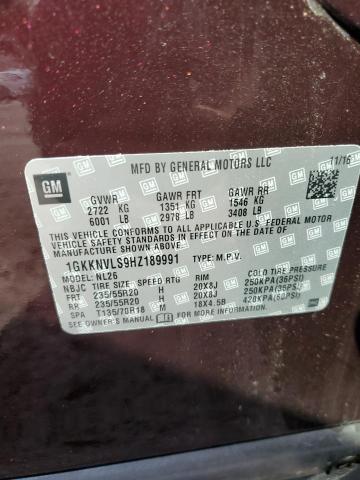 MFD BY GENERAL MOTORS LLC 11/16
GM
GVWR GAWR FRT GAWR RR
2722 KG 1351 KG 1546 KG
6001 LB 2978 LB 3408 LB
THIS VEHICLE CONFORMS TO ALL APPLICABLE U.S. FEDERAL
MOTOR VEHICLE SAFETY, BUMPER, AND THEFT PREVENTION
STANDARDS IN EFFECT ON THE DATE OF MANUFACTURE SHOWN ABOVE.
1GKKNVLS9HZ189991 TYPE: M.P.V.
MODEL: NL26
NBJC TIRE SIZE SPEED RTG RIM COLD TIRE PRESSURE
FRT 235/55R20 H 20X8J 250KPA(36PSI)
RR 235/55R20 H 20X8J 250KPA(36PSI)
SPA T135/70R18 18X4.5B 420KPA(60PSI)
SEE OWNER'S MANUAL FOR MORE INFORMATION.